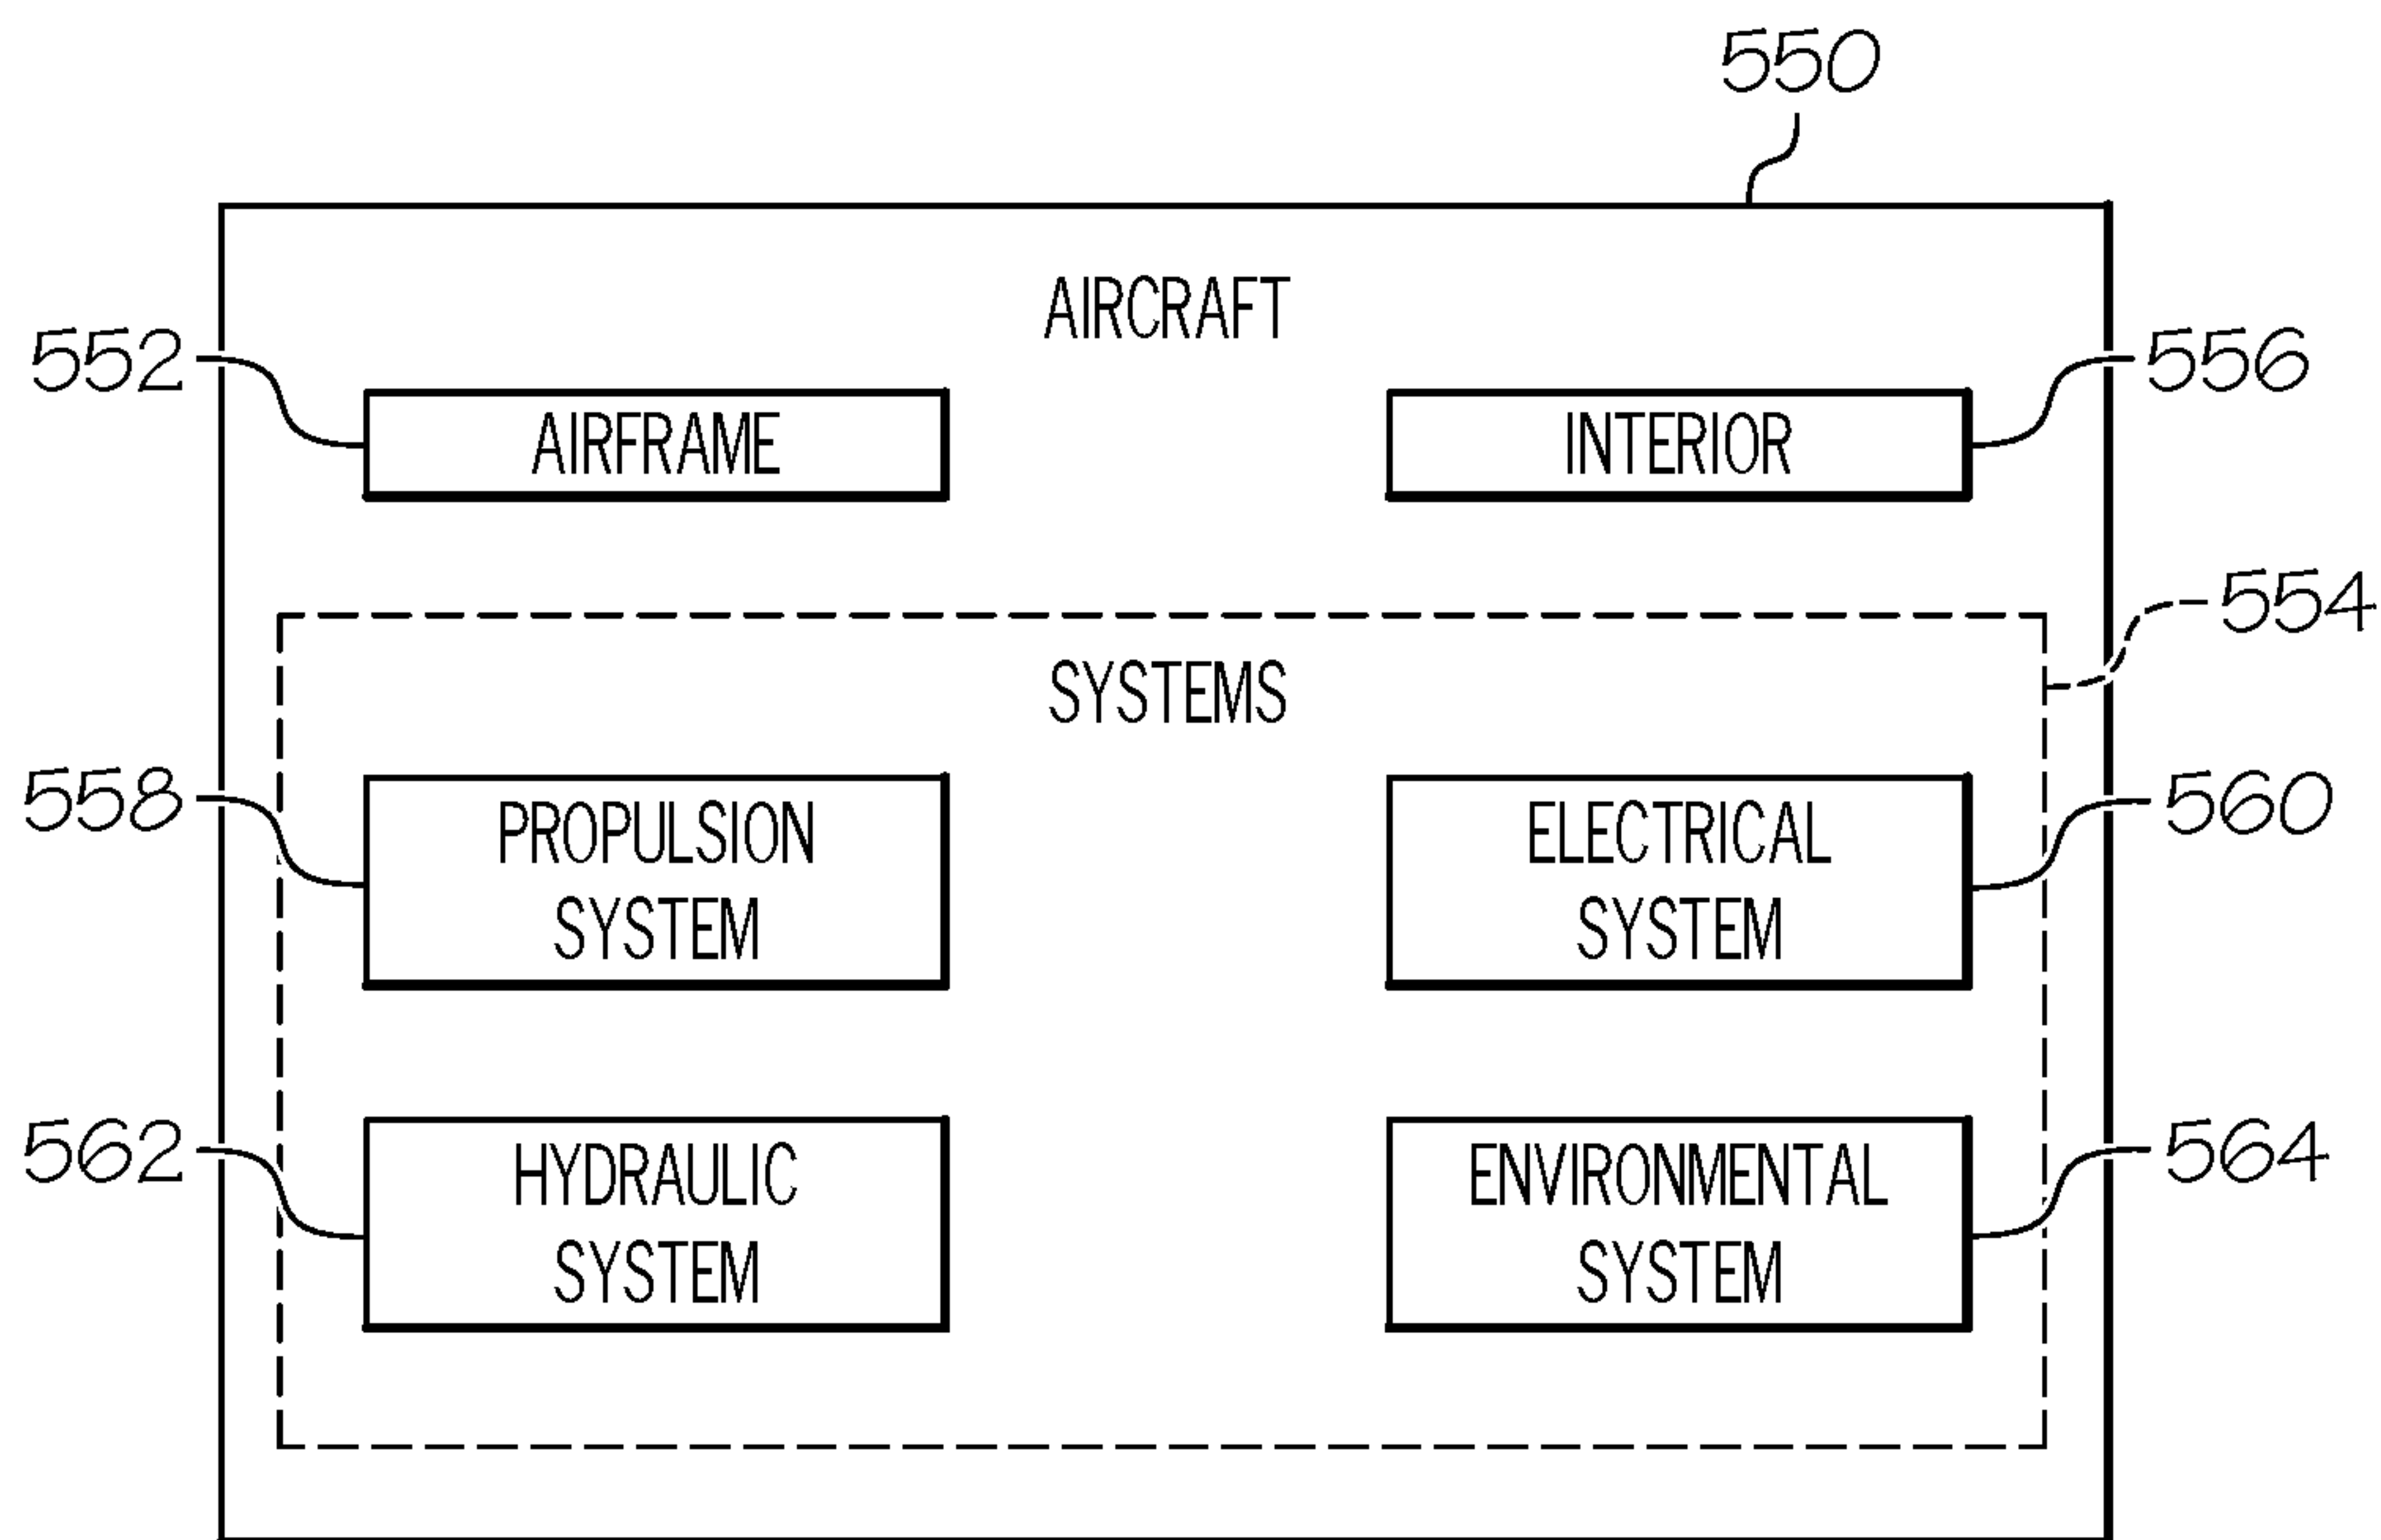 550
AIRCRAFT
552
556
AIRFRAME
INTERIOR
554
SYSTEMS
558
560
PROPULSION
SYSTEM
ELECTRICAL
SYSTEM
562
564
HYDRAULIC
SYSTEM
ENVIRONMENTAL
SYSTEM